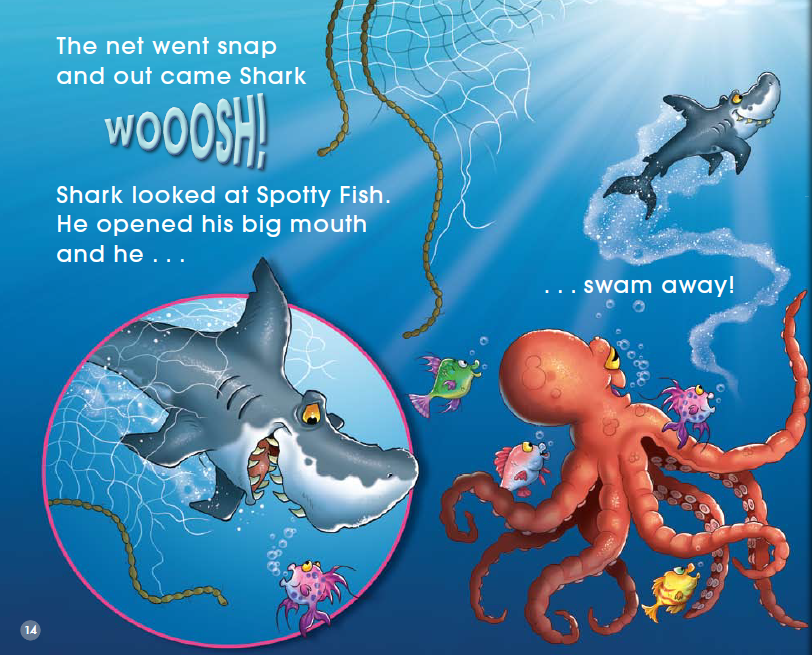 The net went snap
and out came Shark
WOOOSH!
Shark looked at Spotty Fish.
He opened his big mouth
and he . . .
. . . swam away!
14